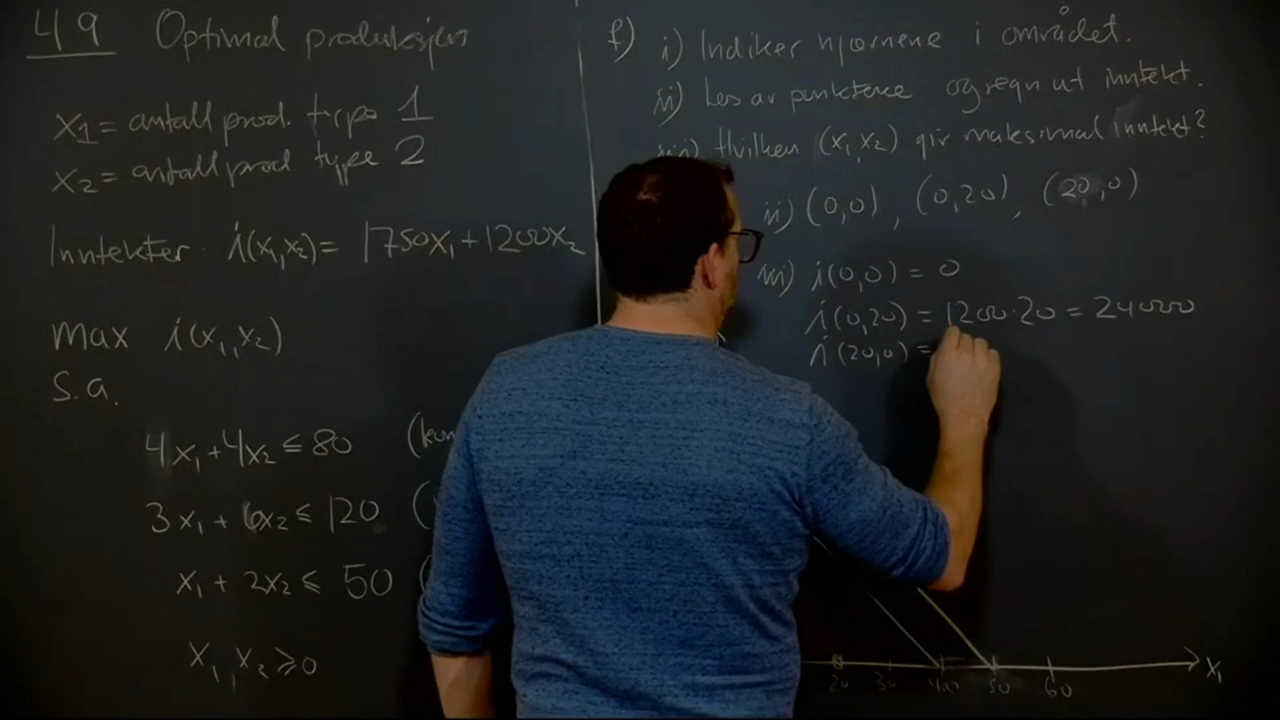 49 Optimal produksjon
x₁ = antall prod. type 1
x₂ = antall prod type 2
Inntekter i(x₁,x₂) = 1750x₁ + 1200x₂
max i(x₁,x₂)
s.a.
4x₁ + 4x₂ ≤ 80
3x₁ + 6x₂ ≤ 120
x₁ + 2x₂ ≤ 50
x₁, x₂ ≥ 0
f) i) Indiker hjørnene i området.
ii) Les av punktene og regn ut inntekt.
iii) Hvilken (x₁,x₂) gir maksimal inntekt?
ii) (0,0), (0,20), (20,0)
iii) i(0,0) = 0
i(0,20) = 1200·20 = 24000
i(20,0) =
20 30 40 50 60 x₁